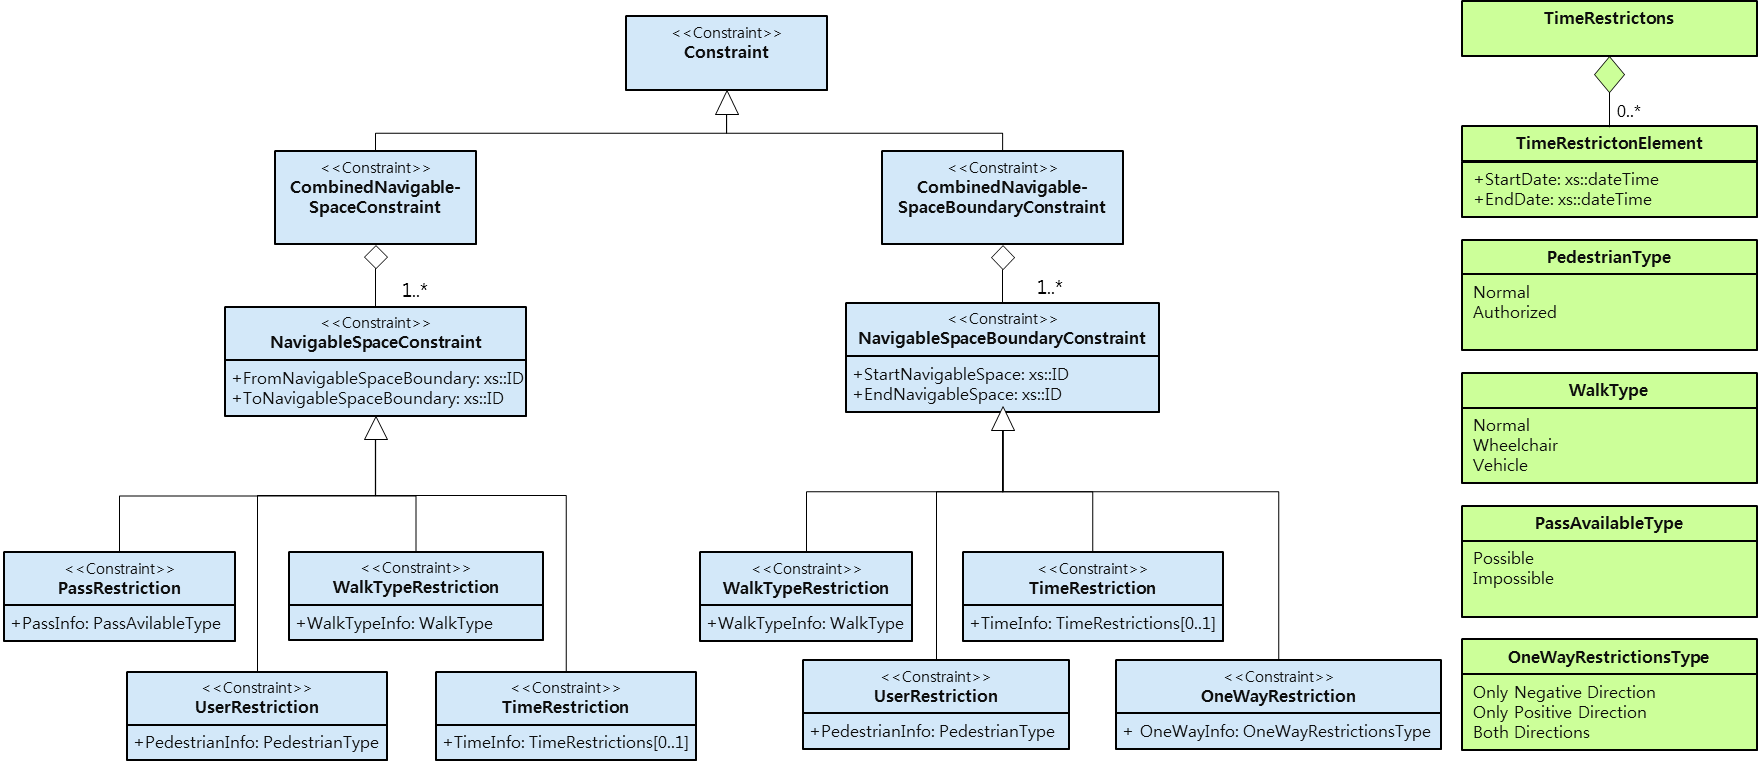 <<Constraint>>
Constraint
<<Constraint>>
CombinedNavigable-
SpaceConstraint
<<Constraint>>
CombinedNavigable-
SpaceBoundaryConstraint
1..*
1..*
<<Constraint>>
NavigableSpaceConstraint
+FromNavigableSpaceBoundary: xs::ID
+ToNavigableSpaceBoundary: xs::ID
<<Constraint>>
NavigableSpaceBoundaryConstraint
+StartNavigableSpace: xs::ID
+EndNavigableSpace: xs::ID
<<Constraint>>
PassRestriction
+PassInfo: PassAvilableType
<<Constraint>>
WalkTypeRestriction
+WalkTypeInfo: WalkType
<<Constraint>>
UserRestriction
+PedestrianInfo: PedestrianType
<<Constraint>>
TimeRestriction
+TimeInfo: TimeRestrictions[0..1]
<<Constraint>>
WalkTypeRestriction
+WalkTypeInfo: WalkType
<<Constraint>>
TimeRestriction
+TimeInfo: TimeRestrictions[0..1]
<<Constraint>>
UserRestriction
+PedestrianInfo: PedestrianType
<<Constraint>>
OneWayRestriction
+ OneWayInfo: OneWayRestrictionsType
TimeRestrictons
0..*
TimeRestrictonElement
+StartDate: xs::dateTime
+EndDate: xs::dateTime
PedestrianType
Normal
Authorized
WalkType
Normal
Wheelchair
Vehicle
PassAvailableType
Possible
Impossible
OneWayRestrictionsType
Only Negative Direction
Only Positive Direction
Both Directions